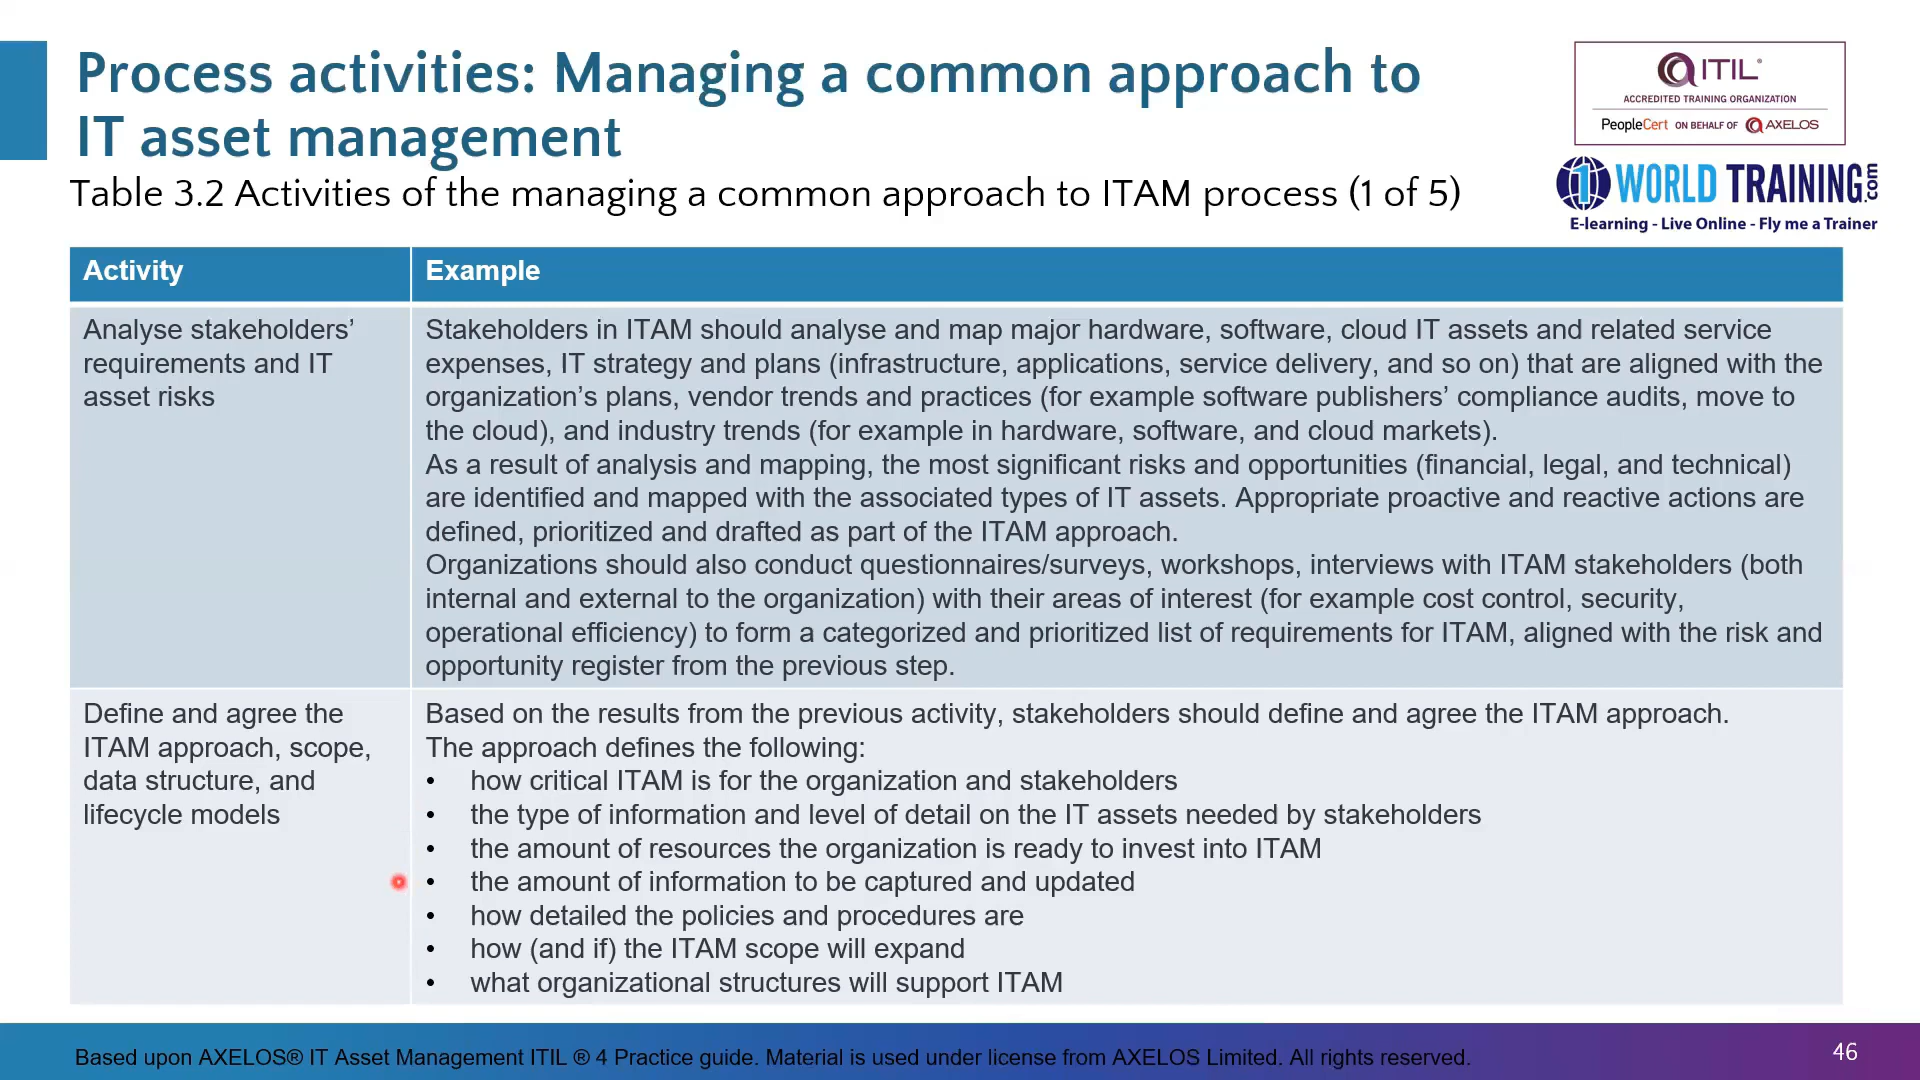 Process activities: Managing a common approach to
IT asset management
Table 3.2 Activities of the managing a common approach to ITAM process (1 of 5)
ITIL®
ACCREDITED TRAINING ORGANIZATION
PeopleCert ON BEHALF OF AXELOS
1 WORLD TRAINING.com
E-learning - Live Online - Fly me a Trainer
Activity
Example
Analyse stakeholders’
requirements and IT
asset risks
Stakeholders in ITAM should analyse and map major hardware, software, cloud IT assets and related service
expenses, IT strategy and plans (infrastructure, applications, service delivery, and so on) that are aligned with the
organization’s plans, vendor trends and practices (for example software publishers’ compliance audits, move to
the cloud), and industry trends (for example in hardware, software, and cloud markets).
As a result of analysis and mapping, the most significant risks and opportunities (financial, legal, and technical)
are identified and mapped with the associated types of IT assets. Appropriate proactive and reactive actions are
defined, prioritized and drafted as part of the ITAM approach.
Organizations should also conduct questionnaires/surveys, workshops, interviews with ITAM stakeholders (both
internal and external to the organization) with their areas of interest (for example cost control, security,
operational efficiency) to form a categorized and prioritized list of requirements for ITAM, aligned with the risk and
opportunity register from the previous step.
Define and agree the
ITAM approach, scope,
data structure, and
lifecycle models
Based on the results from the previous activity, stakeholders should define and agree the ITAM approach.
The approach defines the following:
• how critical ITAM is for the organization and stakeholders
• the type of information and level of detail on the IT assets needed by stakeholders
• the amount of resources the organization is ready to invest into ITAM
• the amount of information to be captured and updated
• how detailed the policies and procedures are
• how (and if) the ITAM scope will expand
• what organizational structures will support ITAM
Based upon AXELOS® IT Asset Management ITIL ® 4 Practice guide. Material is used under license from AXELOS Limited. All rights reserved.
46